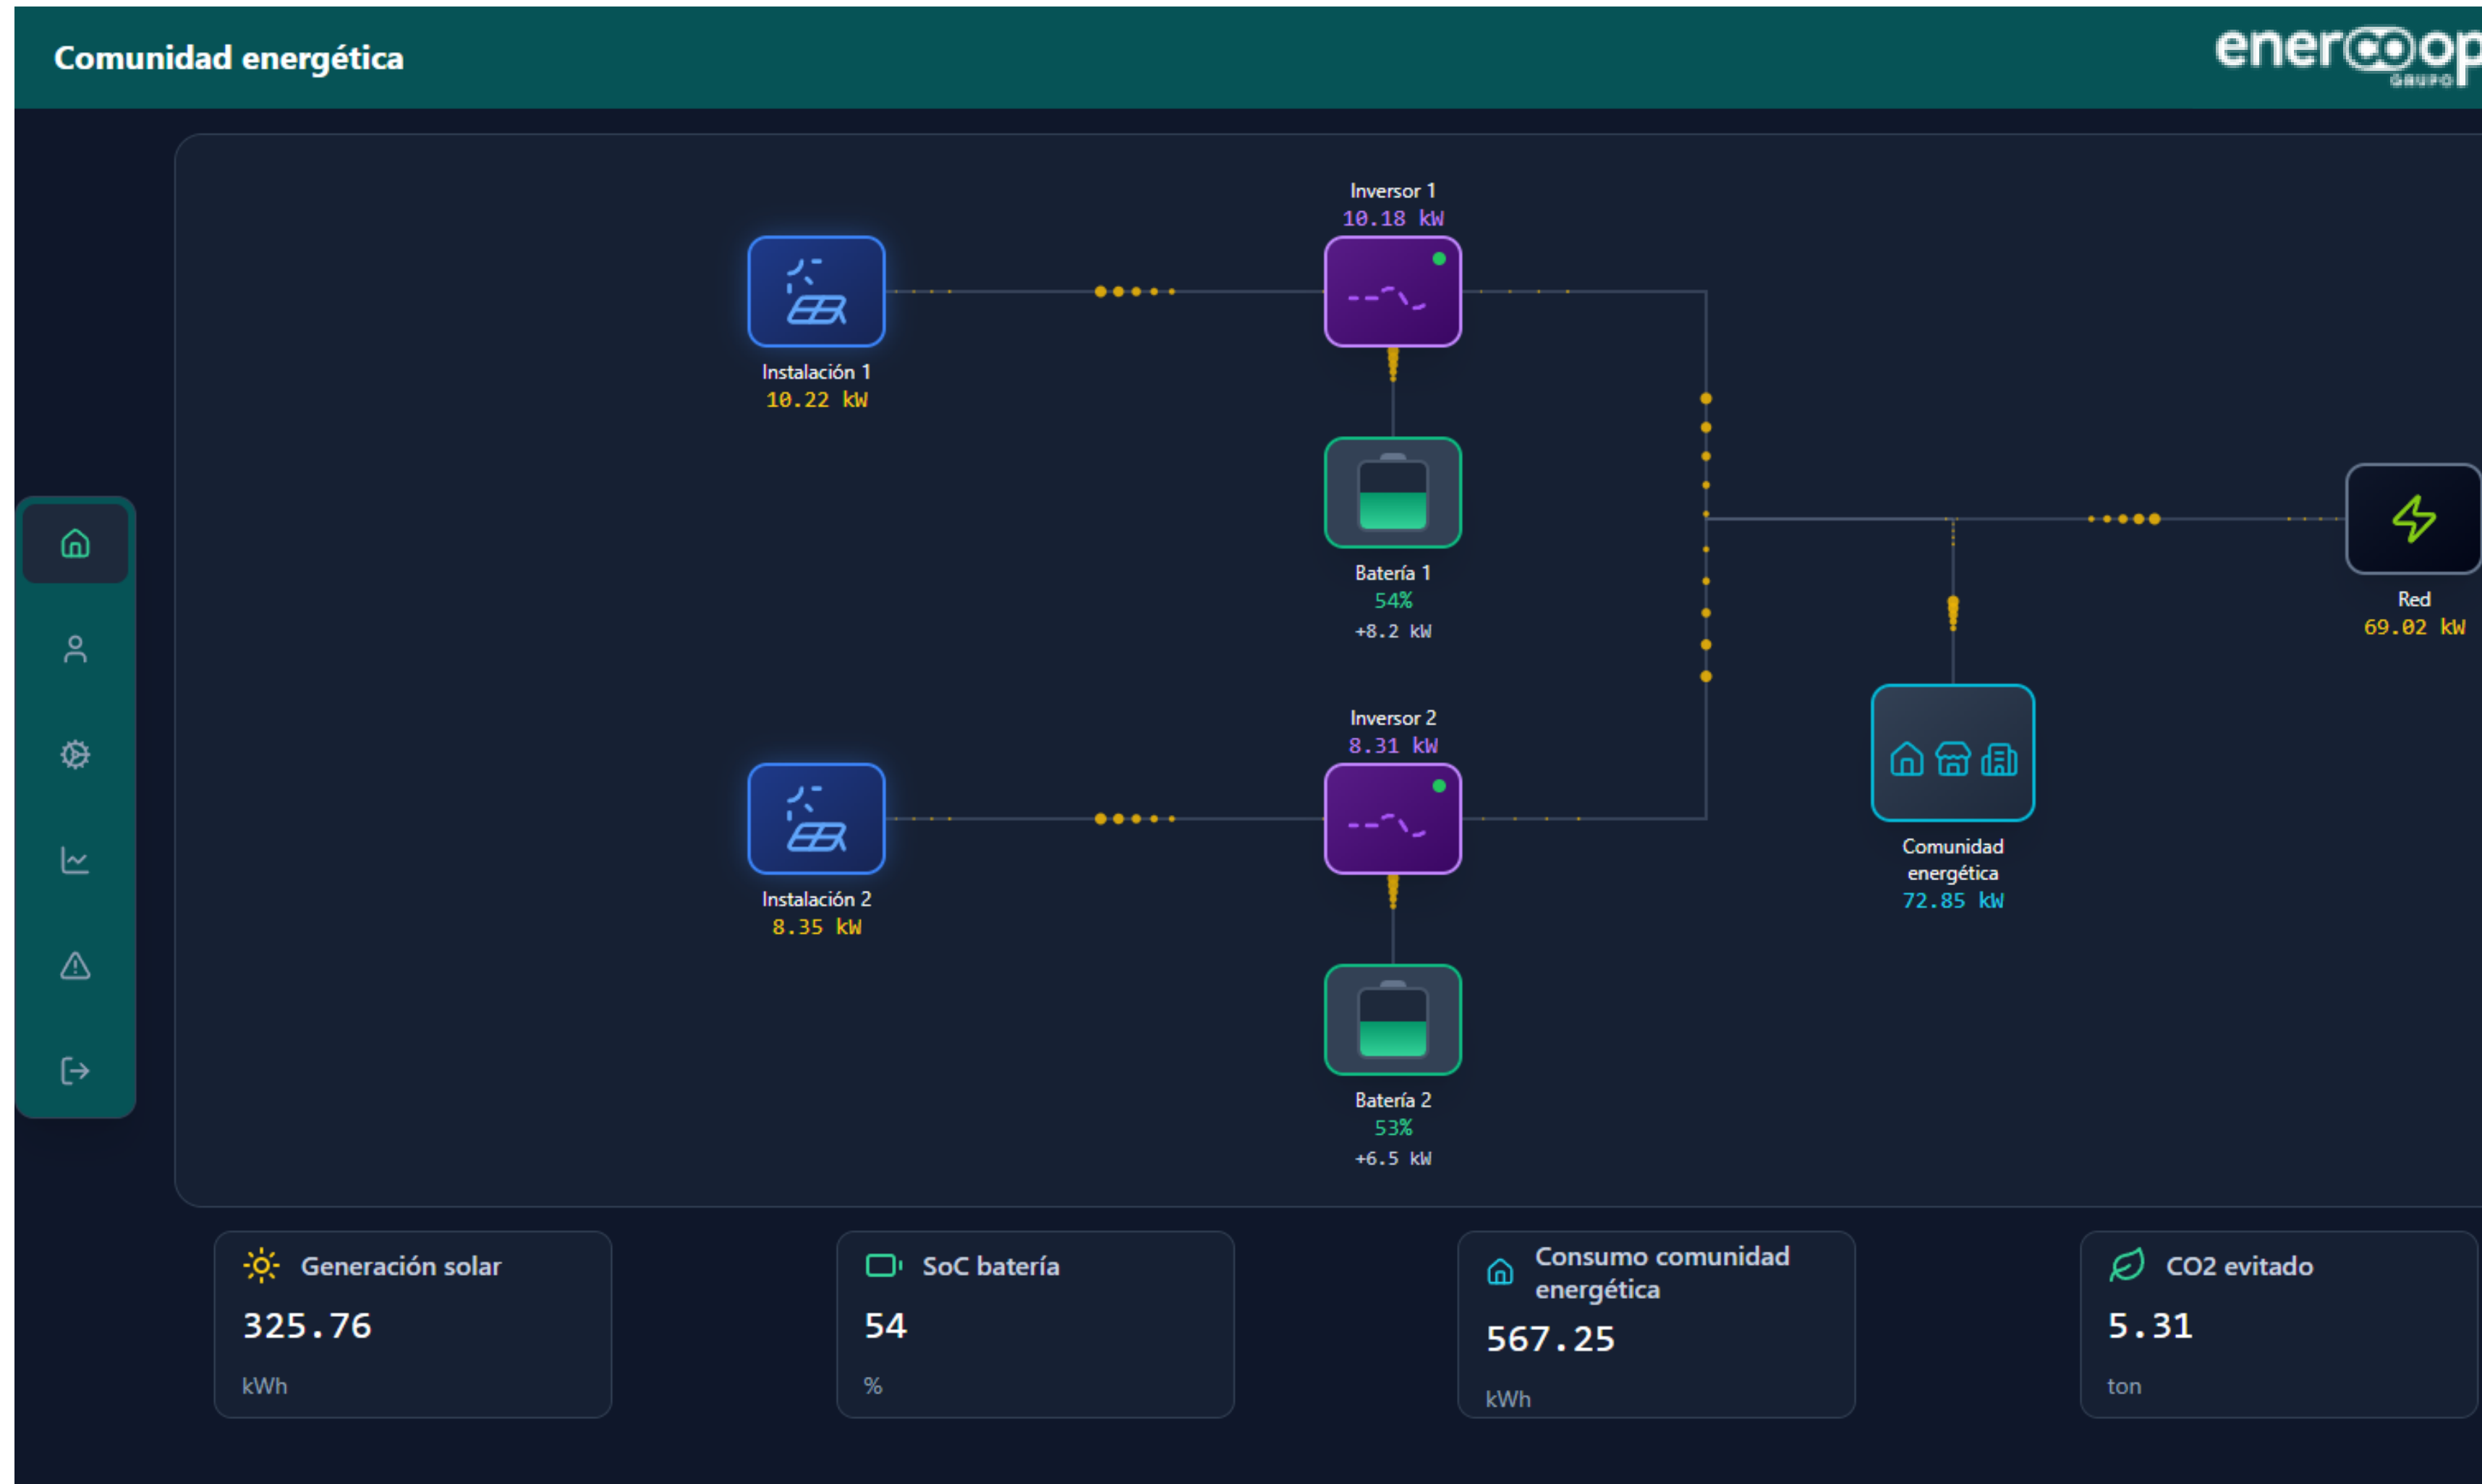 Comunidad energética
enercoop
GRUPO
Inversor 1
10.18 kW
Instalación 1
10.22 kW
Batería 1
54%
+8.2 kW
Red
69.02 kW
Inversor 2
8.31 kW
Instalación 2
8.35 kW
Comunidad
energética
72.85 kW
Batería 2
53%
+6.5 kW
Generación solar
325.76
kWh
SoC batería
54
%
Consumo comunidad
energética
567.25
kWh
CO2 evitado
5.31
ton